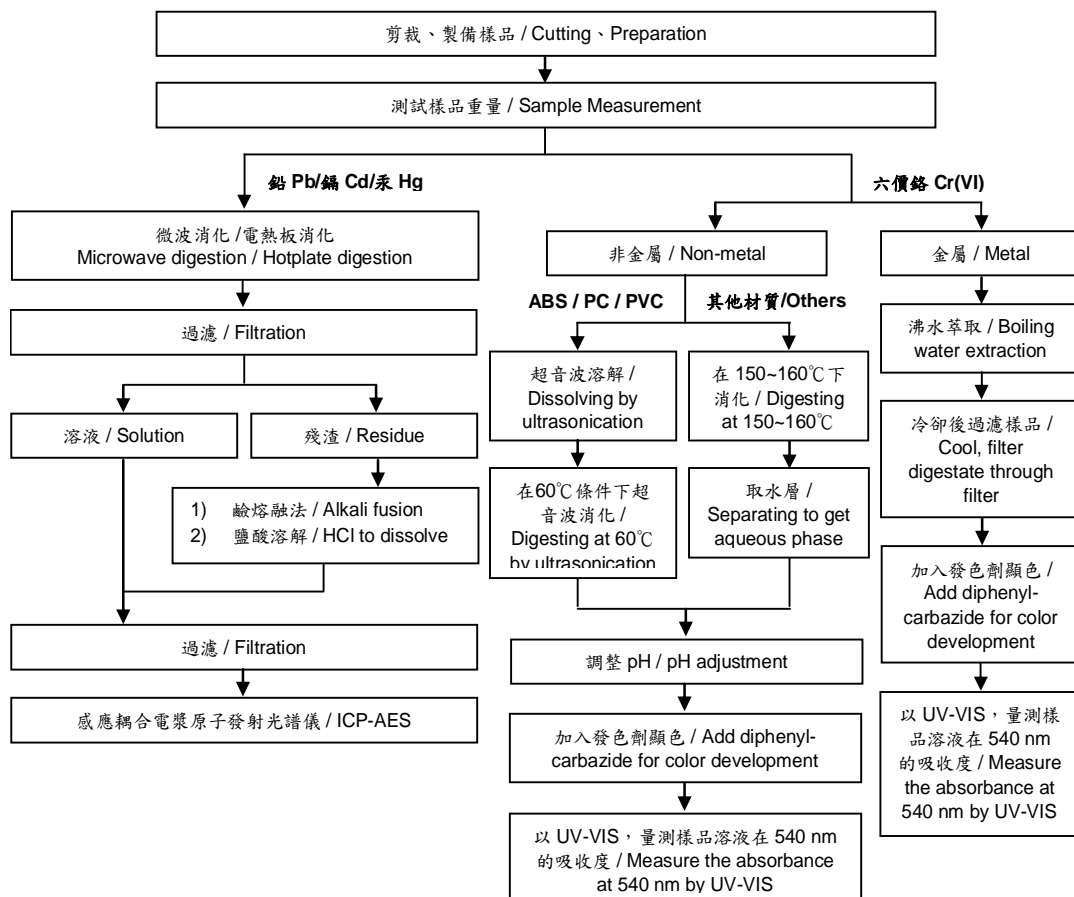 剪裁、製備樣品 / Cutting、Preparation
測試樣品重量 / Sample Measurement
鉛 Pb/鎘 Cd/汞 Hg
六價鉻 Cr(VI)
微波消化 /電熱板消化
Microwave digestion / Hotplate digestion
非金屬 / Non-metal
金屬 / Metal
ABS / PC / PVC
其他材質/Others
過濾 / Filtration
超音波溶解 /
Dissolving by
ultrasonication
在 150~160℃下
消化 / Digesting
at 150~160℃
沸水萃取 / Boiling
water extraction
溶液 / Solution
殘渣 / Residue
冷卻後過濾樣品 /
Cool, filter
digestate through
filter
1) 鹼熔融法 / Alkali fusion
2) 鹽酸溶解 / HCl to dissolve
在60℃條件下超
音波消化 /
Digesting at 60℃
by ultrasonication
取水層 /
Separating to get
aqueous phase
加入發色劑顯色 /
Add diphenyl-
carbazide for color
development
過濾 / Filtration
調整 pH / pH adjustment
感應耦合電漿原子發射光譜儀 / ICP-AES
加入發色劑顯色 / Add diphenyl-
carbazide for color development
以 UV-VIS，量測樣
品溶液在 540 nm
的吸收度 / Measure
the absorbance at
540 nm by UV-VIS
以 UV-VIS，量測樣品溶液在 540 nm
的吸收度 / Measure the absorbance
at 540 nm by UV-VIS